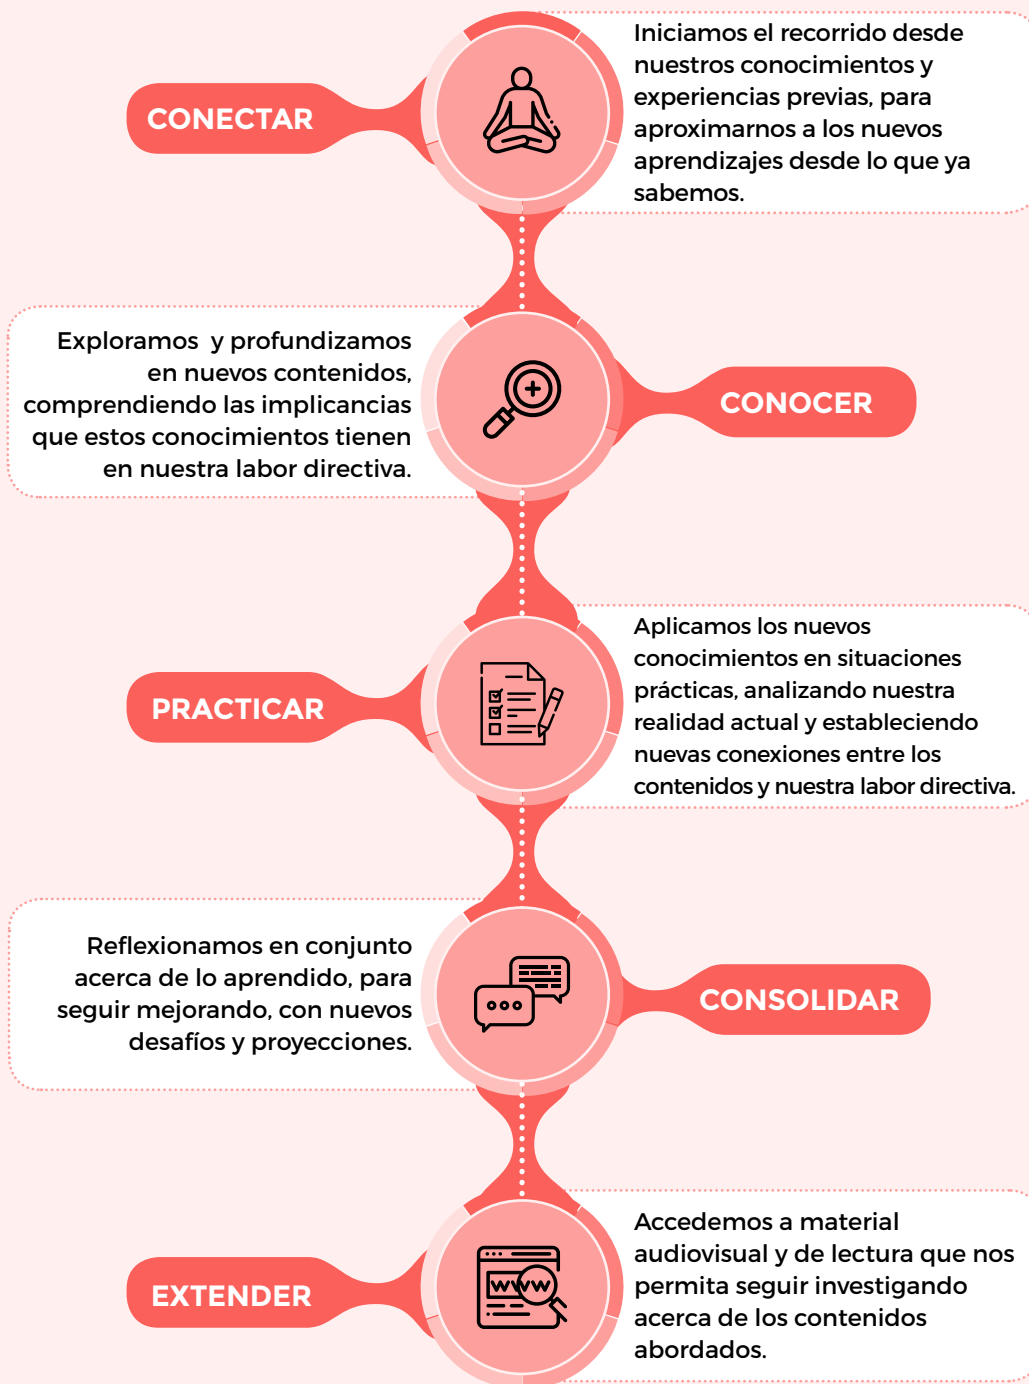 CONECTAR
Iniciamos el recorrido desde
nuestros conocimientos y
experiencias previas, para
aproximarnos a los nuevos
aprendizajes desde lo que ya
sabemos.
Exploramos y profundizamos
en nuevos contenidos,
comprendiendo las implicancias
que estos conocimientos tienen
en nuestra labor directiva.
CONOCER
PRACTICAR
Aplicamos los nuevos
conocimientos en situaciones
prácticas, analizando nuestra
realidad actual y estableciendo
nuevas conexiones entre los
contenidos y nuestra labor directiva.
Reflexionamos en conjunto
acerca de lo aprendido, para
seguir mejorando, con nuevos
desafíos y proyecciones.
CONSOLIDAR
EXTENDER
www
Accedemos a material
audiovisual y de lectura que nos
permita seguir investigando
acerca de los contenidos
abordados.